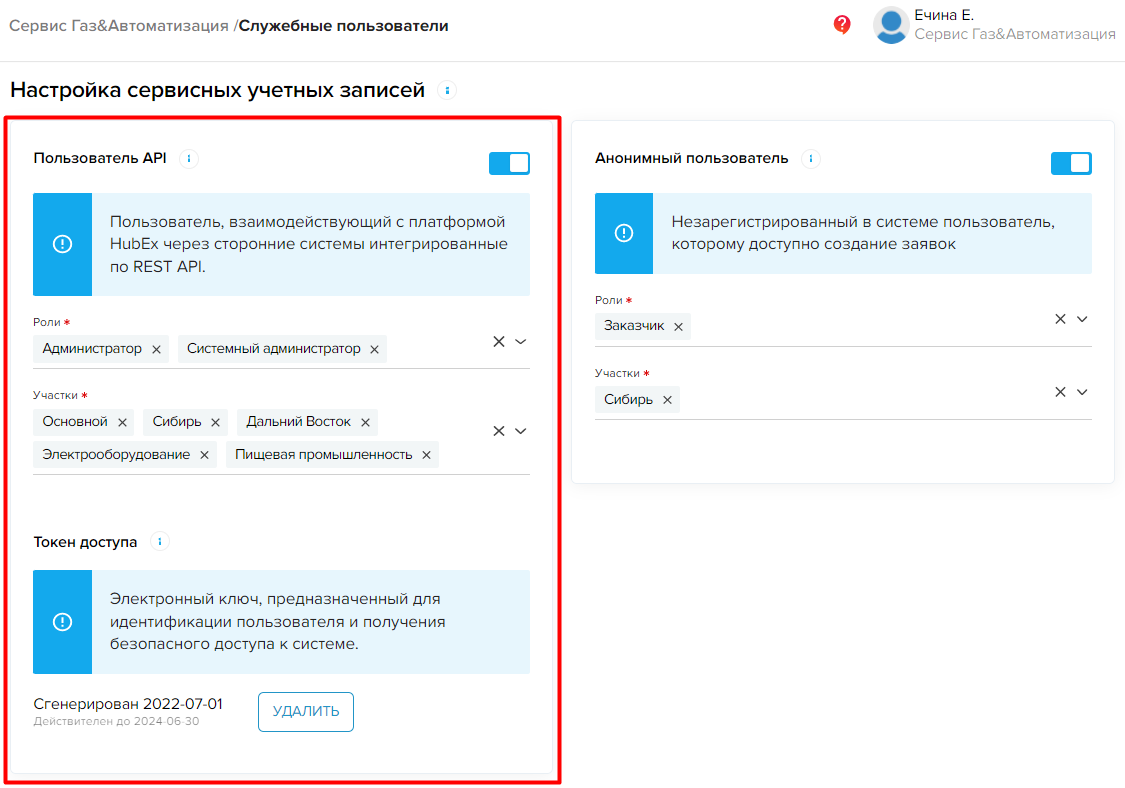 Сервис Газ&Автоматизация /Служебные пользователи
Ечина Е.
Сервис Газ&Автоматизация
Настройка сервисных учетных записей
Пользователь API
Пользователь, взаимодействующий с платформой
HubEx через сторонние системы интегрированные
по REST API.
Роли *
Администратор Системный администратор
Участки *
Основной Сибирь Дальний Восток
Электрооборудование Пищевая промышленность
Токен доступа
Электронный ключ, предназначенный для
идентификации пользователя и получения
безопасного доступа к системе.
Сгенерирован 2022-07-01
Действителен до 2024-06-30
УДАЛИТЬ
Анонимный пользователь
Незарегистрированный в системе пользователь,
которому доступно создание заявок
Роли *
Заказчик
Участки *
Сибирь